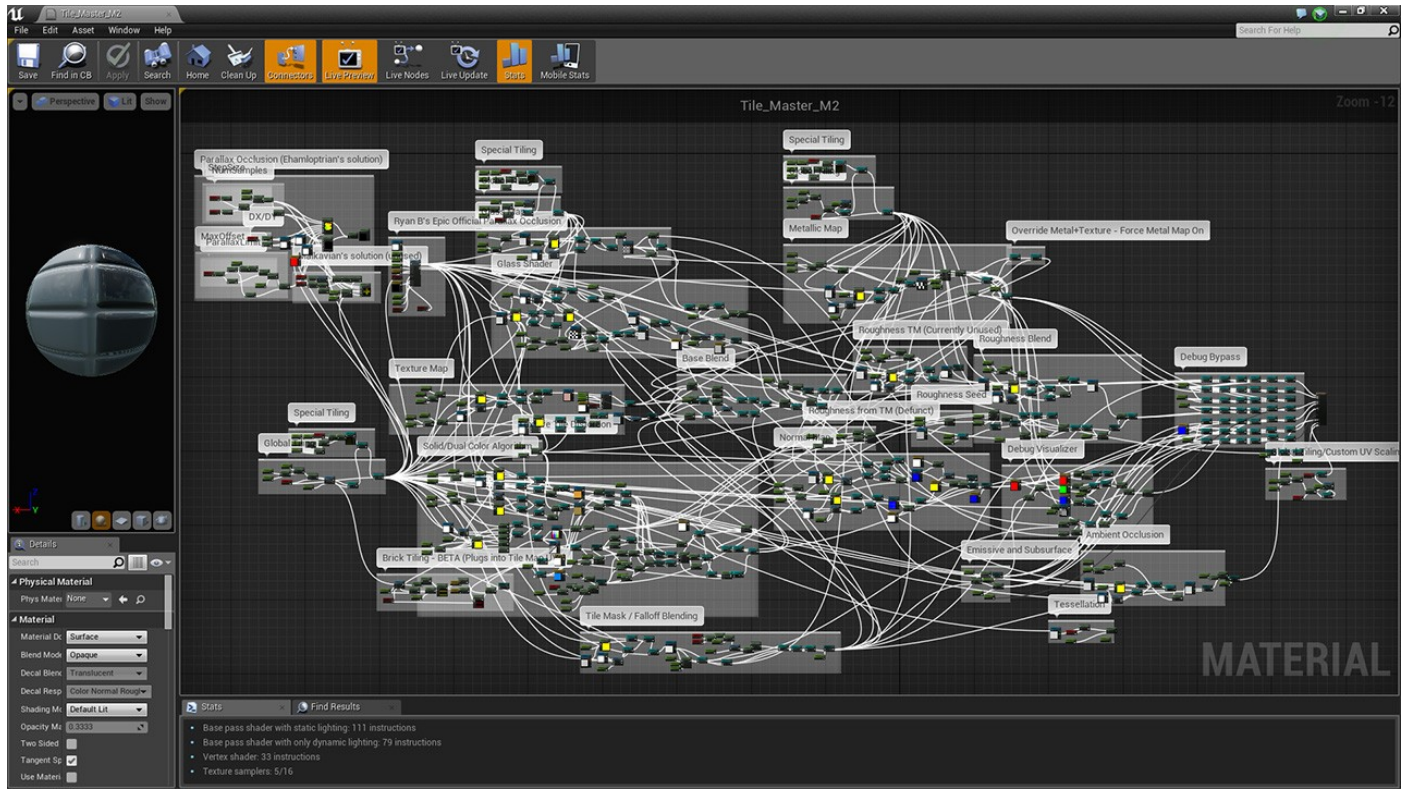 Tile_Master_M2
File Edit Asset Window Help
Search For Help
Save Find in CB Apply Search Home Clean Up Connectors Live Preview Live Nodes Live Update Stats Mobile Stats
Perspective Lit Show
Tile_Master_M2
Zoom -12
Special Tiling
Special Tiling
Parallax Occlusion (Ehamloptrian's solution)
StepSize
NumSamples
DX/DY
Ryan B's Epic Official Parallax Occlusion
Metallic Map
Override Metal+Texture - Force Metal Map On
MaxOffset
solution (unused)
Glass Shader
Roughness TM (Currently Unused)
Roughness Blend
Base Blend
Debug Bypass
Texture Map
Roughness Seed
Special Tiling
Roughness from TM (Defunct)
Global
Solid/Dual Color Algorithm
Debug Visualizer
Tiling/Custom UV Scalin
Ambient Occlusion
Emissive and Subsurface
Brick Tiling - BETA (Plugs into Tile Map
Tessellation
Tile Mask / Falloff Blending
MATERIAL
Z
Y
Details
Search
Physical Material
Phys Mater None
Material
Material Do Surface
Blend Mode Opaque
Decal Blend Translucent
Decal Resp Color Normal Rough
Shading Mo Default Lit
Opacity Ma 0.3333
Two Sided
Tangent Sp
Use Materi
Stats Find Results
Base pass shader with static lighting: 111 instructions
Base pass shader with only dynamic lighting: 79 instructions
Vertex shader: 33 instructions
Texture samplers: 5/16